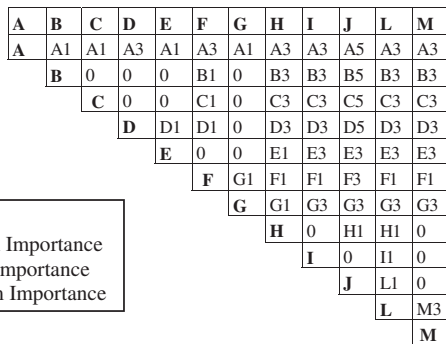 A B C D E F G H I J L M
A A1 A1 A3 A1 A3 A1 A3 A3 A5 A3 A3
B 0 0 0 B1 0 B3 B3 B5 B3 B3
C 0 0 C1 0 C3 C3 C5 C3 C3
D D1 D1 0 D3 D3 D5 D3 D3
E 0 0 E1 E3 E3 E3 E3
F G1 F1 F1 F3 F1 F1
G G1 G3 G3 G3 G3
Importance H 0 H1 H1 0
mportance I 0 I1 0
Importance J L1 0
L M3
M